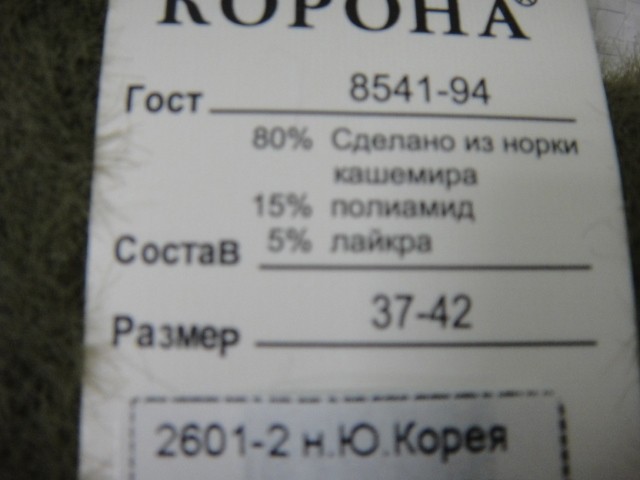 КОРОНА®
Гост 8541-94
80% Сделано из норки
кашемира
15% полиамид
Состав 5% лайкра
Размер 37-42
2601-2 н.Ю.Корея